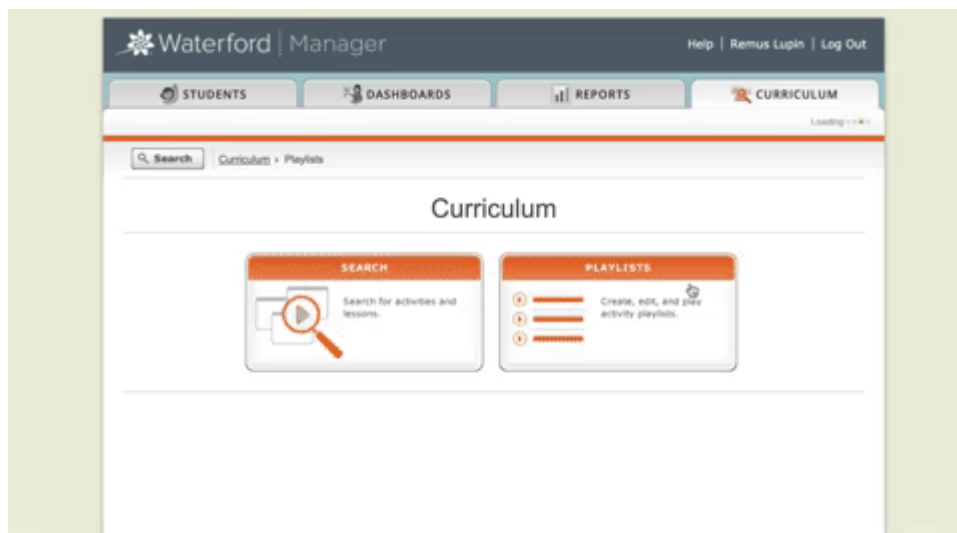 Waterford | Manager
Help | Remus Lupin | Log Out
STUDENTS
DASHBOARDS
REPORTS
CURRICULUM
Loading
Search
Curriculum › Playlists
Curriculum
SEARCH
Search for activities and
lessons.
PLAYLISTS
Create, edit, and play
activity playlists.